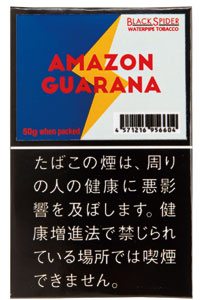 BLACK SPIDER
WATERPIPE TOBACCO
AMAZON
GUARANA
50g when packed
4 571216 956604
たばこの煙は、周り
の人の健康に悪影
響を及ぼします。健
康増進法で禁じられ
ている場所では喫煙
できません。